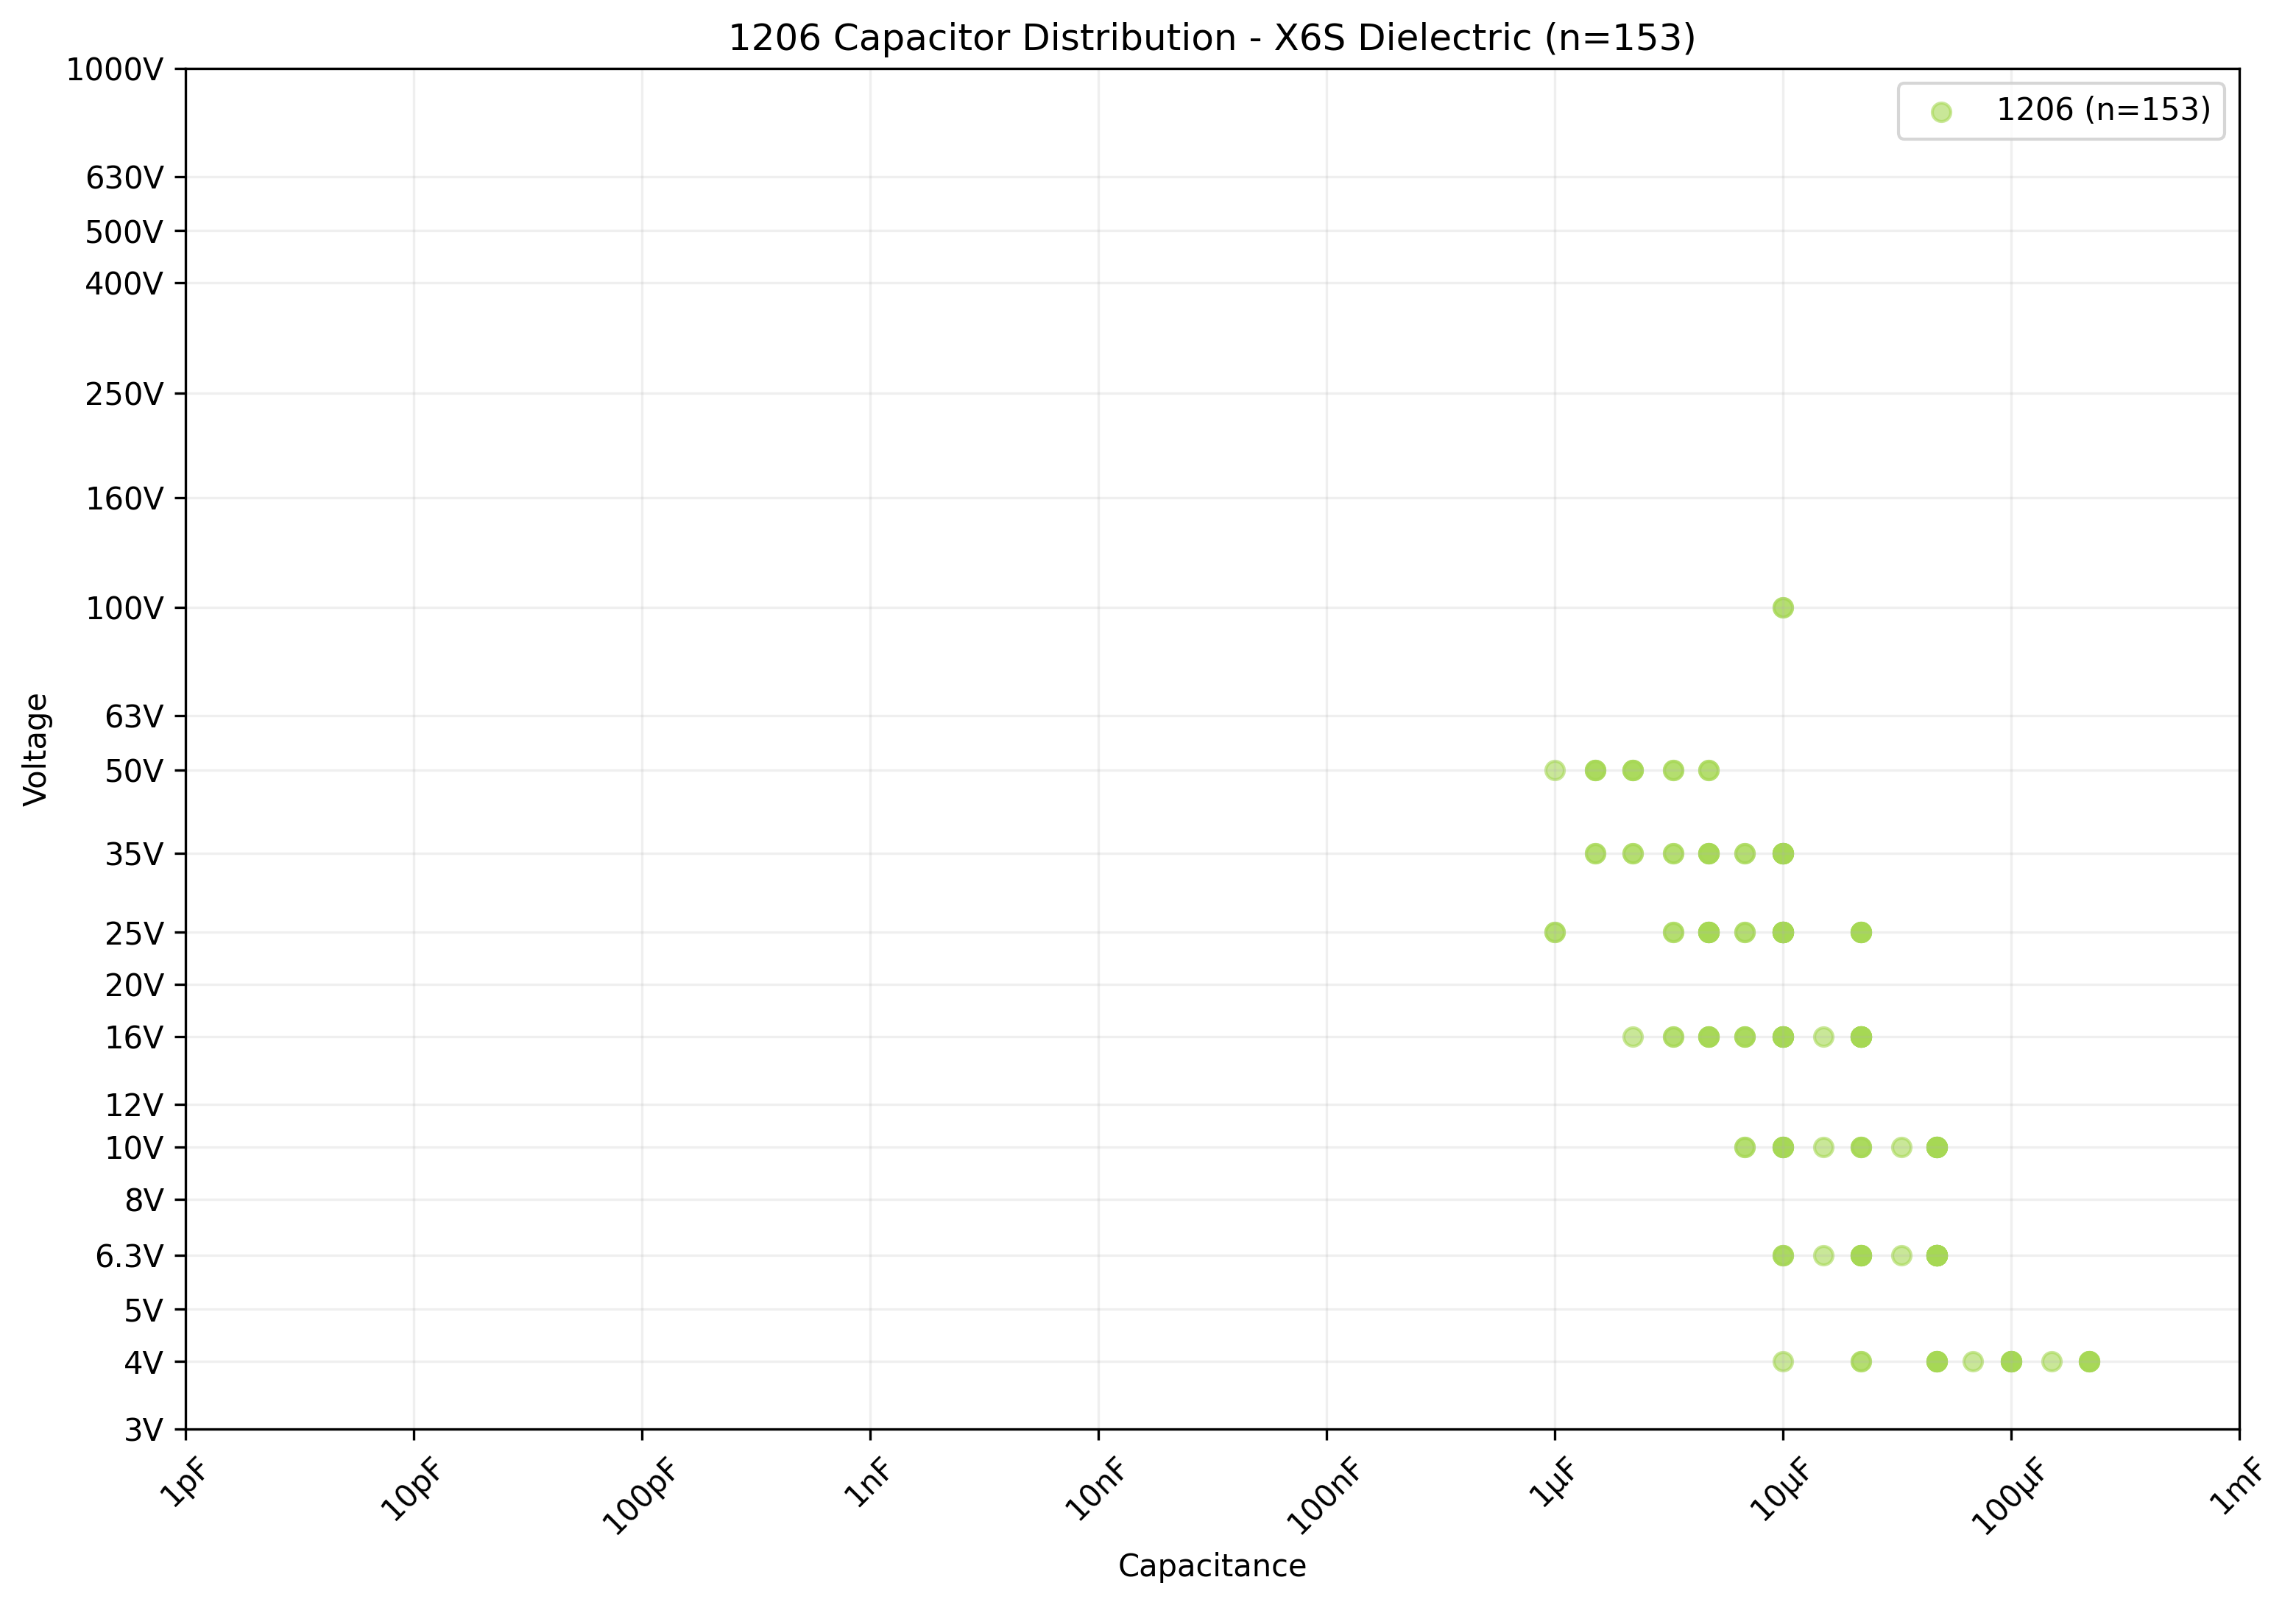 1206 Capacitor Distribution - X6S Dielectric (n=153)
1206 (n=153)
Voltage
1000V
630V
500V
400V
250V
160V
100V
63V
50V
35V
25V
20V
16V
12V
10V
8V
6.3V
5V
4V
3V
1pF
10pF
100pF
1nF
10nF
100nF
1µF
10µF
100µF
1mF
Capacitance